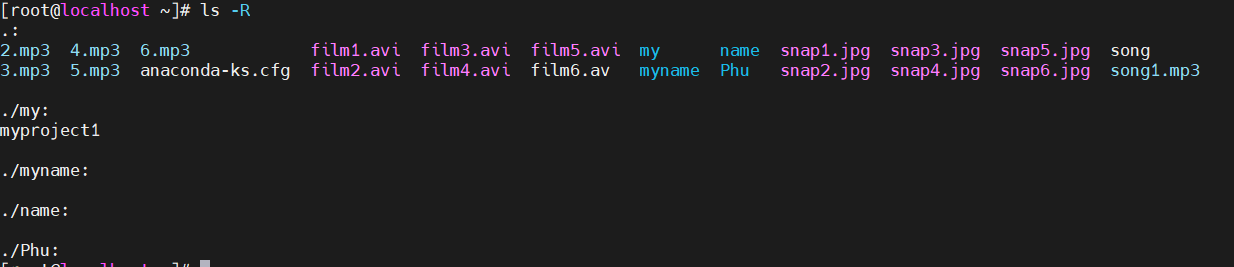 [root@localhost ~]# ls -R
.:
2.mp3  4.mp3  6.mp3            film1.avi  film3.avi  film5.avi  my      name  snap1.jpg  snap3.jpg  snap5.jpg  song
3.mp3  5.mp3  anaconda-ks.cfg  film2.avi  film4.avi  film6.av   myname  Phu   snap2.jpg  snap4.jpg  snap6.jpg  song1.mp3
./my:
myproject1
./myname:
./name:
./Phu:
[root@localhost ~]#